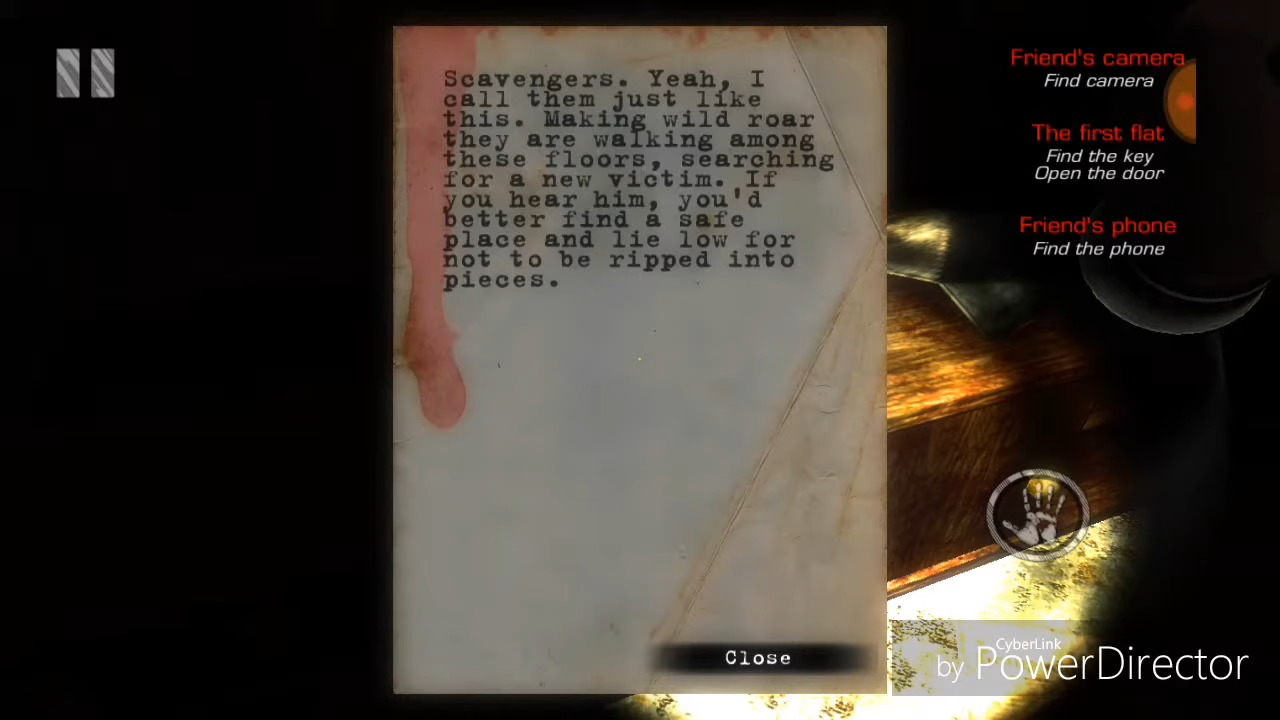 Scavengers. Yeah, I
call them just like
this. Making wild roar
they are walking among
these floors, searching
for a new victim. If
you hear him, you'd
better find a safe
place and lie low for
not to be ripped into
pieces.
Close
Friend's camera
Find camera
The first flat
Find the key
Open the door
Friend's phone
Find the phone
CyberLink
by PowerDirector